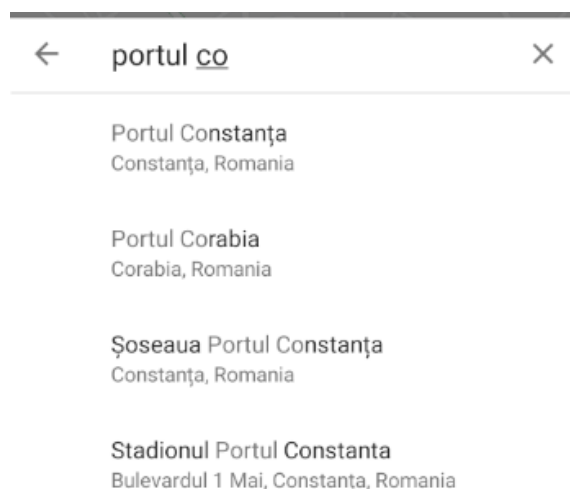 portul co
Portul Constanța
Constanța, Romania
Portul Corabia
Corabia, Romania
Șoseaua Portul Constanța
Constanța, Romania
Stadionul Portul Constanta
Bulevardul 1 Mai, Constanța, Romania